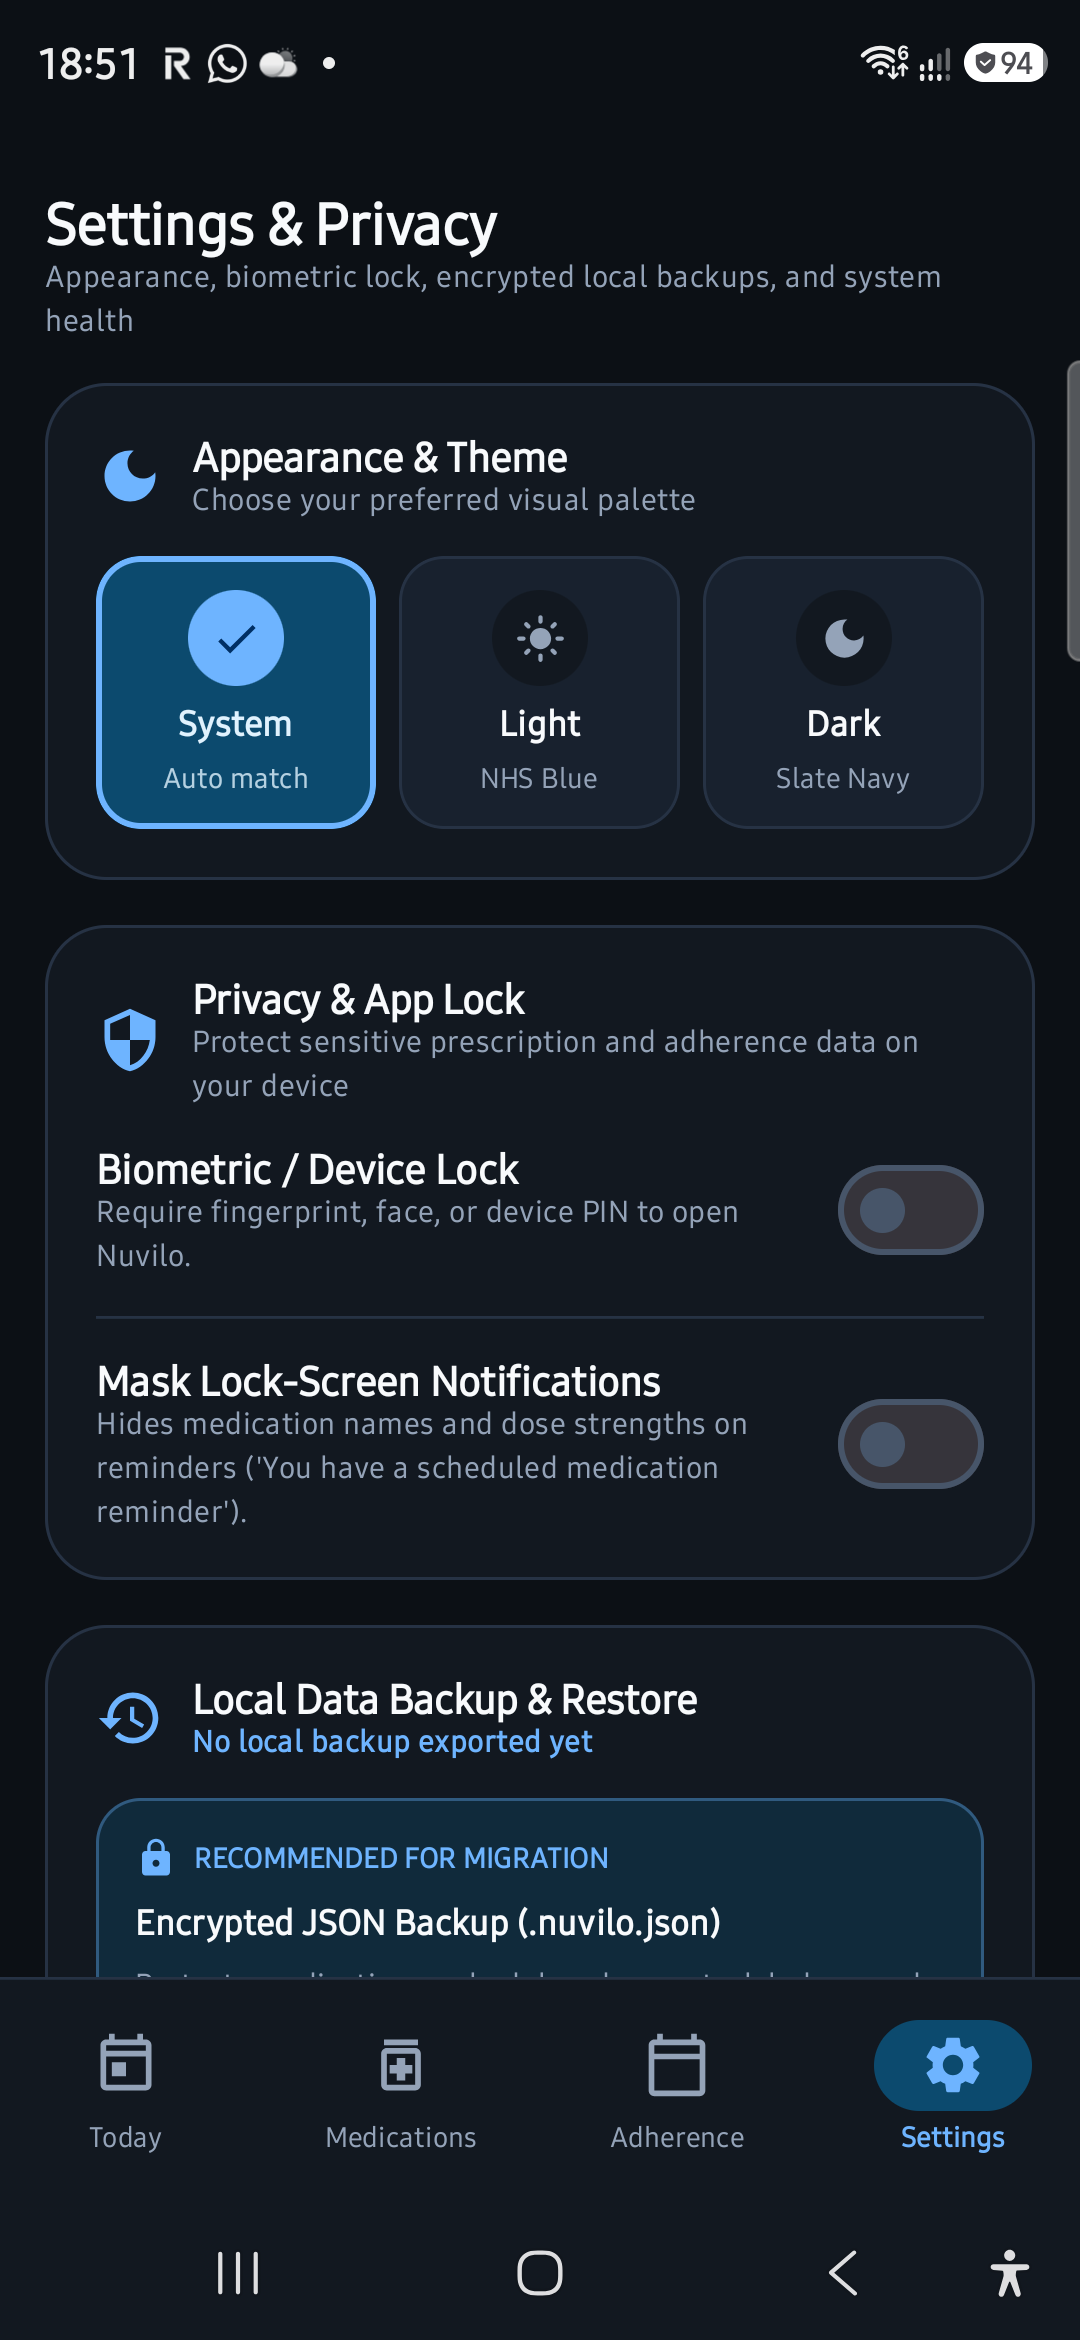 18:51
6
94
Settings & Privacy
Appearance, biometric lock, encrypted local backups, and system
health
Appearance & Theme
Choose your preferred visual palette
System
Auto match
Light
NHS Blue
Dark
Slate Navy
Privacy & App Lock
Protect sensitive prescription and adherence data on
your device
Biometric / Device Lock
Require fingerprint, face, or device PIN to open
Nuvilo.
Mask Lock-Screen Notifications
Hides medication names and dose strengths on
reminders ('You have a scheduled medication
reminder').
Local Data Backup & Restore
No local backup exported yet
RECOMMENDED FOR MIGRATION
Encrypted JSON Backup (.nuvilo.json)
Today
Medications
Adherence
Settings